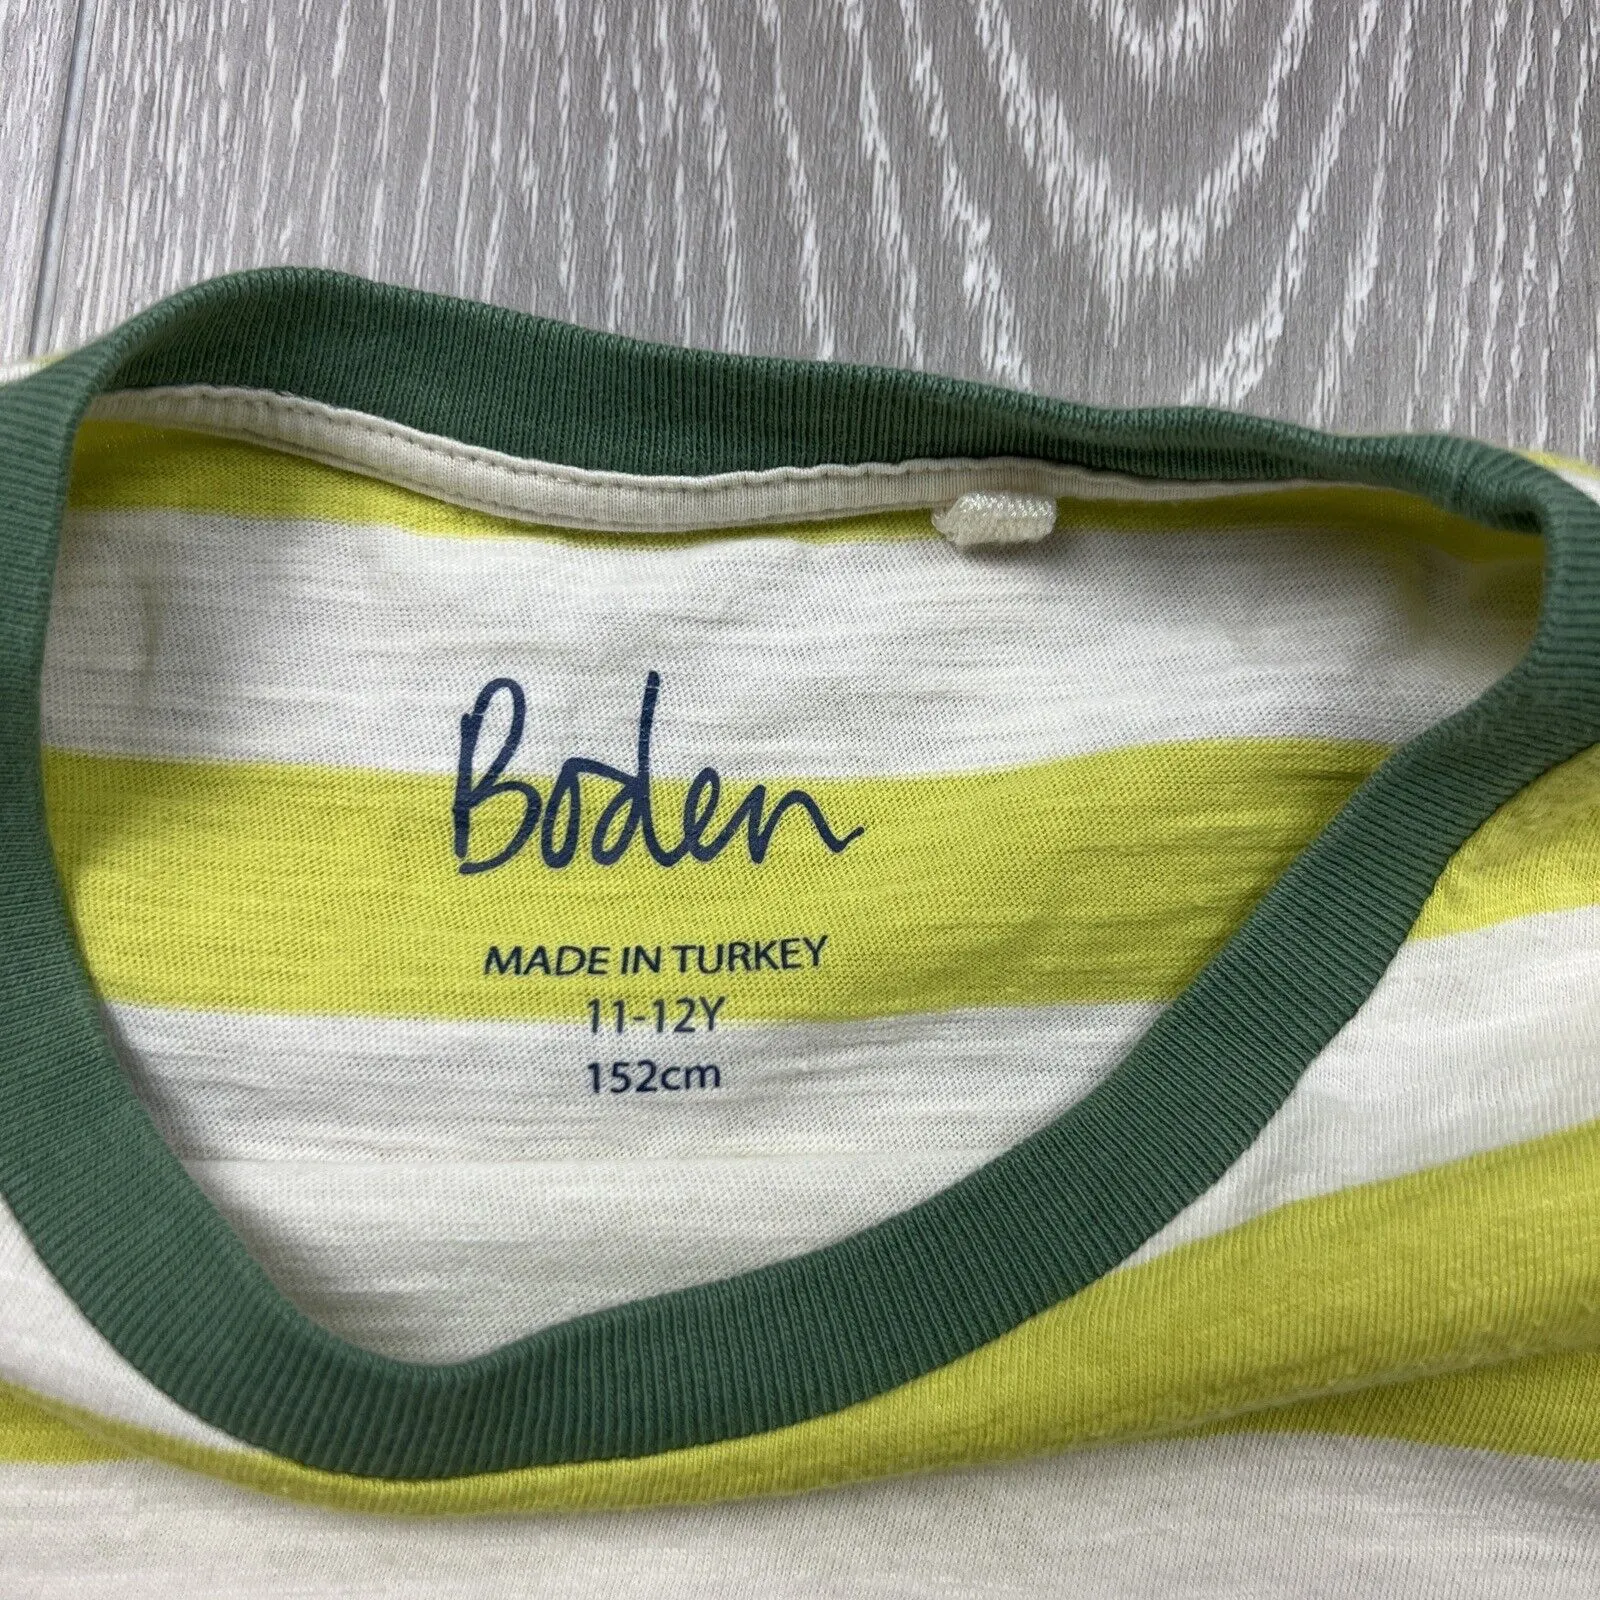 Boden
MADE IN TURKEY
11-12Y
152cm